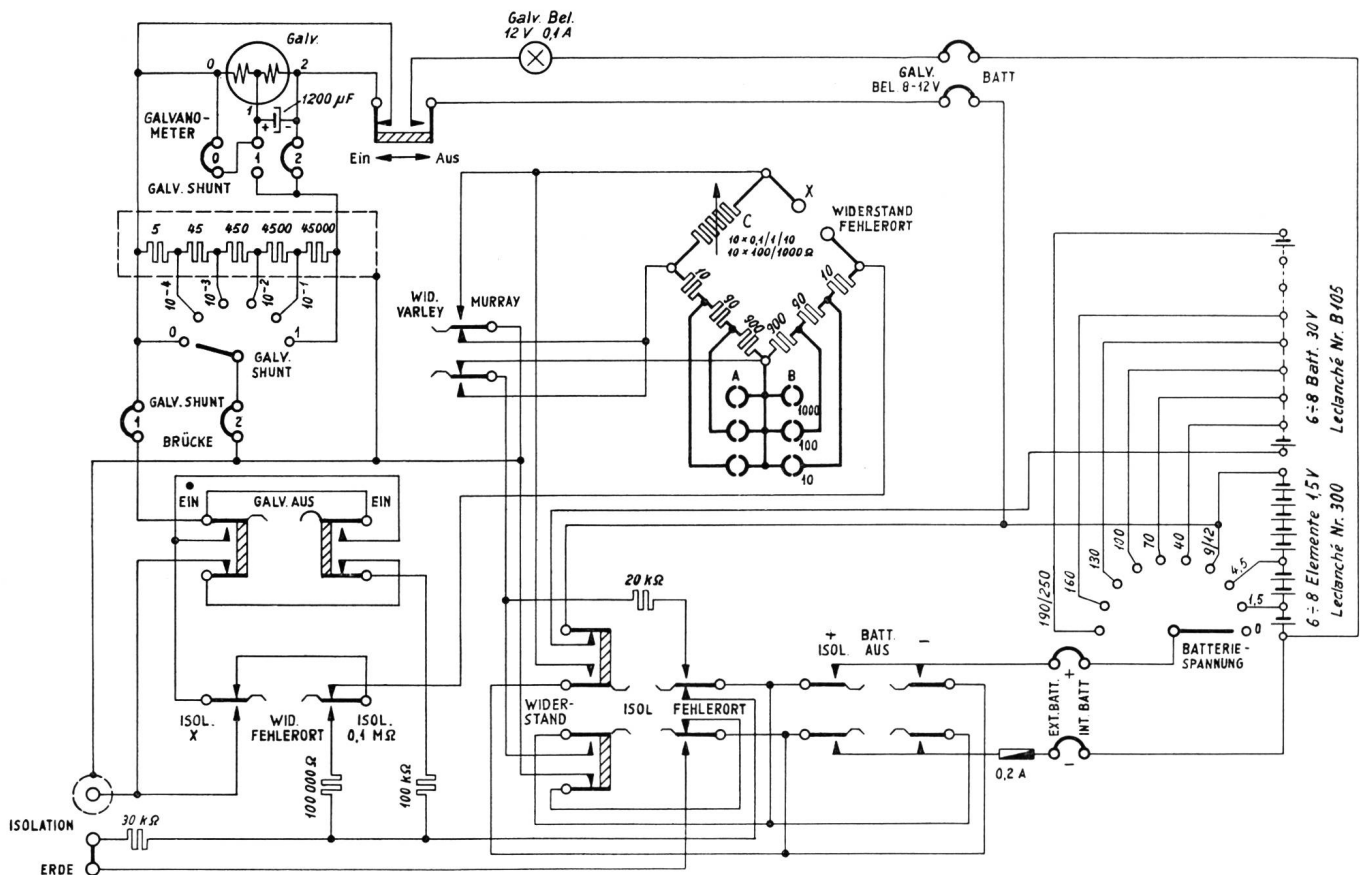 Galv. Bel.
12 V 0,1 A
Galv.
0
2
1
1200 µF
+ -
GALVANO-
METER
0
1
2
GALV. SHUNT
Ein
Aus
GALV.
BEL. 8-12V
BATT
5
45
450
4500
45000
10⁻⁴
10⁻³
10⁻²
10⁻¹
0
1
GALV.
SHUNT
GALV. SHUNT
1
2
BRÜCKE
WID.
VARLEY
MURRAY
X
C
10 × 0,1/1/10
10 × 100/1000 Ω
WIDERSTAND
FEHLERORT
10
90
900
900
90
10
A
B
1000
100
10
6 ÷ 8 Batt. 30 V
Leclanché Nr. B 105
6 ÷ 8 Elemente 1,5 V
Leclanché Nr. 300
190/250
160
130
100
70
40
9/12
4,5
1,5
0
BATTERIE-
SPANNUNG
EIN
GALV. AUS
EIN
ISOL.
X
WID.
FEHLERORT
ISOL.
0,1 MΩ
100 000 Ω
100 kΩ
20 kΩ
WIDER-
STAND
ISOL
FEHLERORT
+ BATT. -
ISOL. AUS
EXT. BATT.
INT. BATT
+
-
0,2 A
ISOLATION
30 kΩ
ERDE